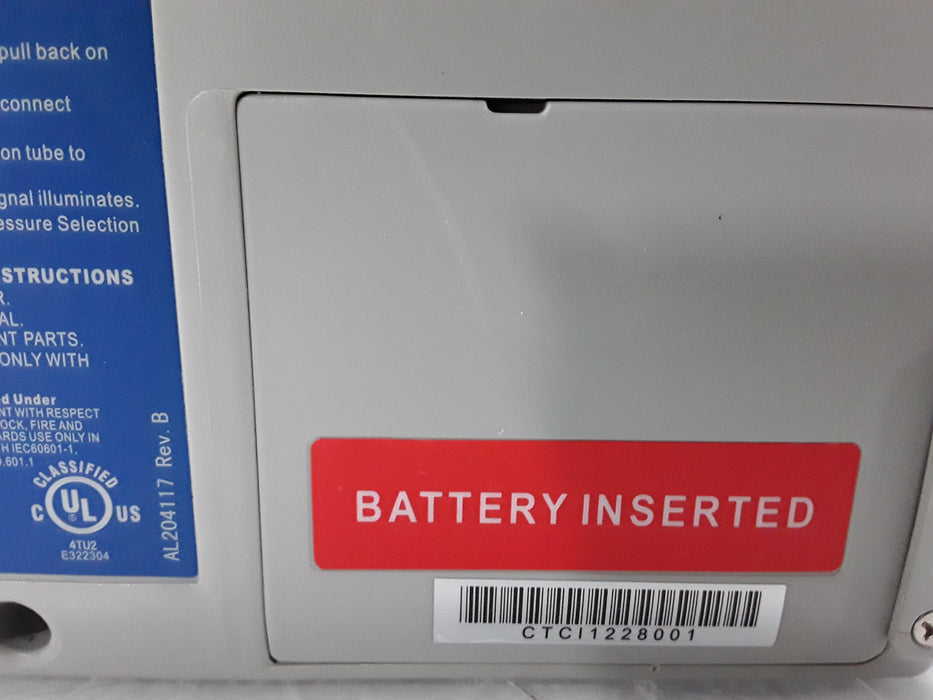 pull back on
connect
on tube to
gnal illuminates.
essure Selection
STRUCTIONS
R.
AL.
NT PARTS.
ONLY WITH
d Under
NT WITH RESPECT
OCK, FIRE AND
ARDS USE ONLY IN
H IEC60601-1,
.601.1
CLASSIFIED
C UL US
®
4TU2
E322304
AL204117 Rev. B
BATTERY INSERTED
CTCI1228001